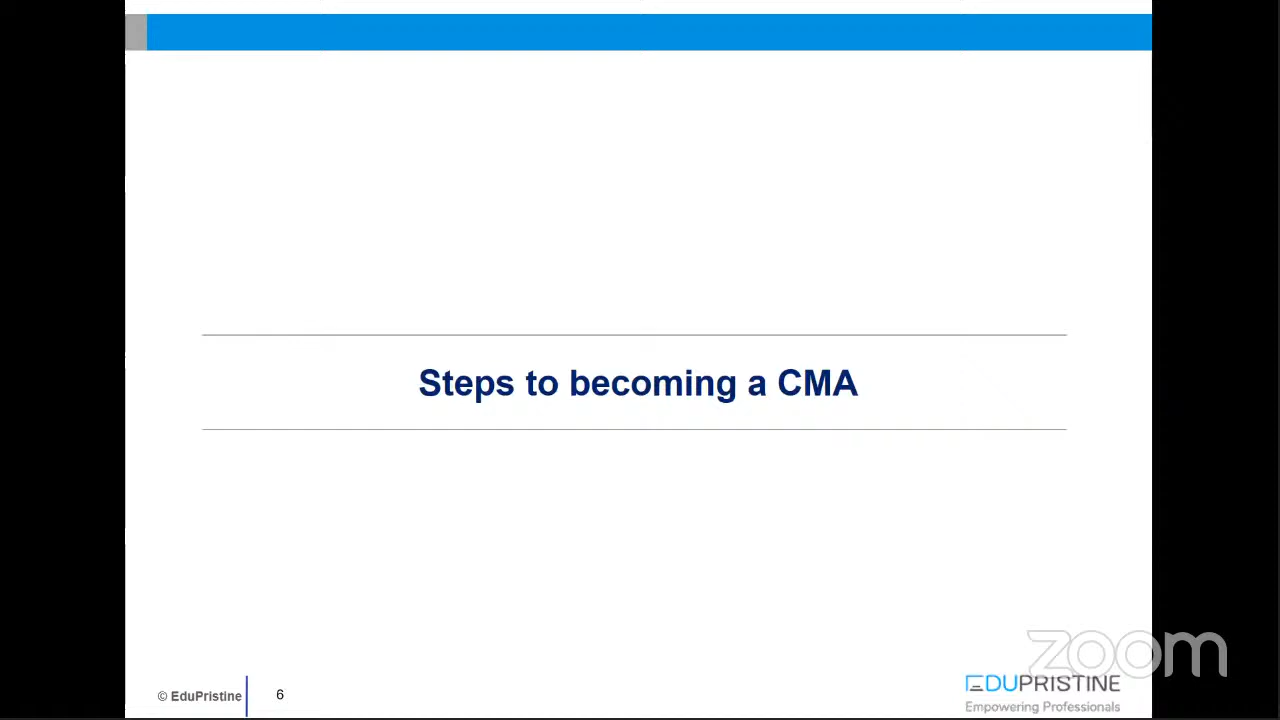 Steps to becoming a CMA
zoom
© EduPristine
6
EDUPRISTINE
Empowering Professionals